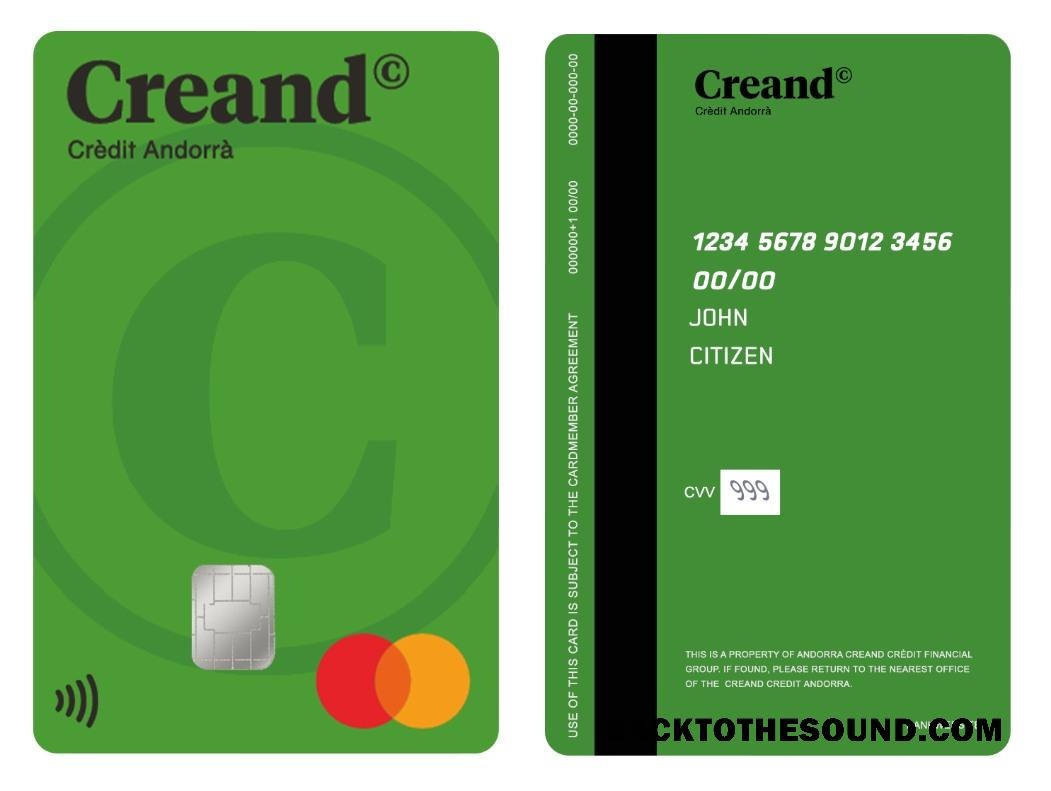 Creand©
Crèdit Andorrà
C
Creand©
Crèdit Andorrà
0000-00-000-00
000000+1 00/00
USE OF THIS CARD IS SUBJECT TO THE CARDMEMBER AGREEMENT
1234 5678 9012 3456
00/00
JOHN
CITIZEN
CVV 999
THIS IS A PROPERTY OF ANDORRA CREAND CRÈDIT FINANCIAL
GROUP. IF FOUND, PLEASE RETURN TO THE NEAREST OFFICE
OF THE CREAND CREDIT ANDORRA.
BACKTOTHESOUND.COM